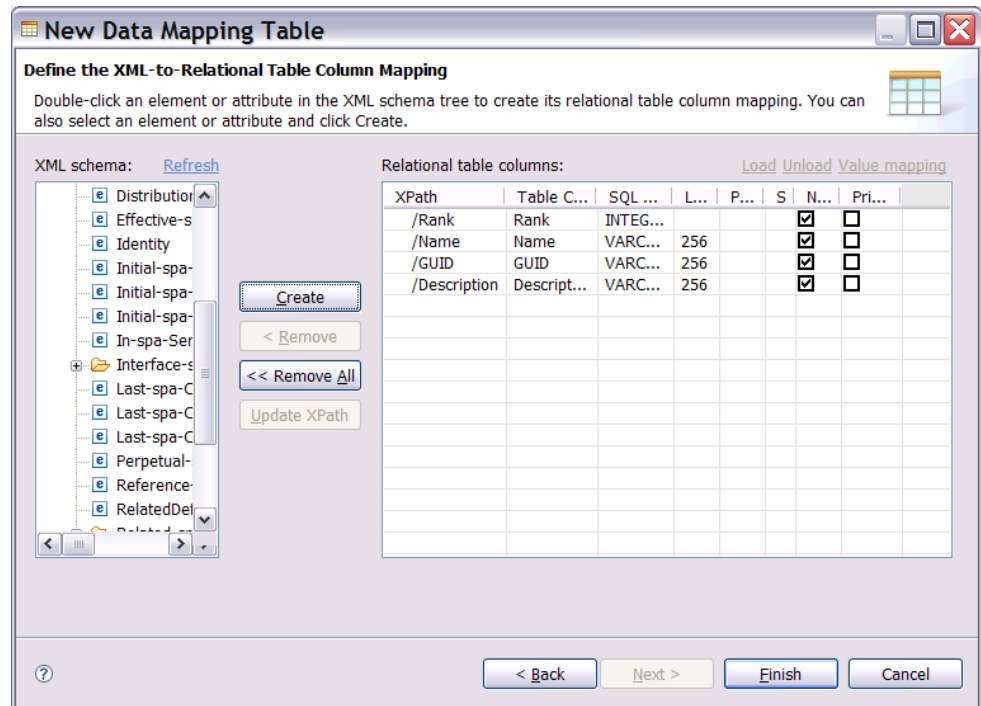 New Data Mapping Table
Define the XML-to-Relational Table Column Mapping
Double-click an element or attribute in the XML schema tree to create its relational table column mapping. You can
also select an element or attribute and click Create.
XML schema: Refresh
Distribution
Effective-s
Identity
Initial-spa-
Initial-spa-
Initial-spa-
In-spa-Ser
Interface-s
Last-spa-C
Last-spa-C
Last-spa-C
Perpetual-
Reference-
RelatedDef
Create
< Remove
<< Remove All
Update XPath
Relational table columns: Load Unload Value mapping
XPath Table C... SQL ... L... P... S N... Pri...
/Rank Rank INTEG...
/Name Name VARC... 256
/GUID GUID VARC... 256
/Description Descript... VARC... 256
< Back Next > Finish Cancel